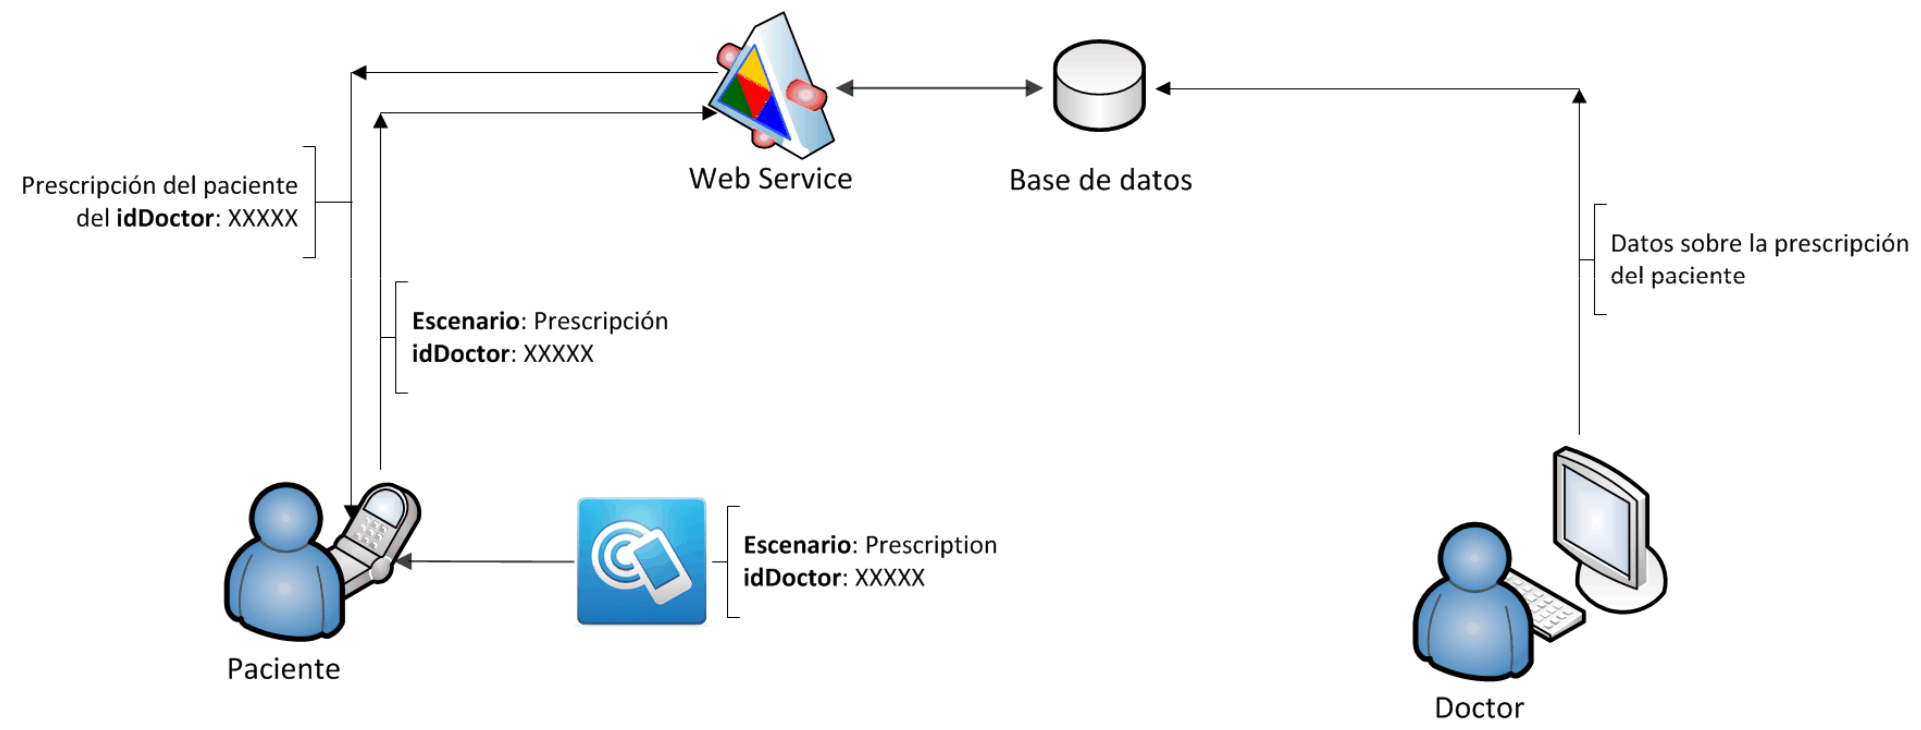 Web Service
Base de datos
Prescripción del paciente
del idDoctor: XXXXX
Datos sobre la prescripción
del paciente
Escenario: Prescripción
idDoctor: XXXXX
Escenario: Prescription
idDoctor: XXXXX
Paciente
Doctor